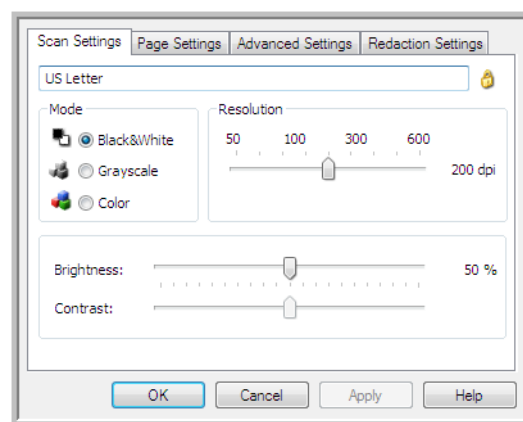 Scan Settings Page Settings Advanced Settings Redaction Settings
US Letter
Mode
Black&White
Grayscale
Color
Resolution
50 100 300 600
200 dpi
Brightness: 50 %
Contrast:
OK Cancel Apply Help